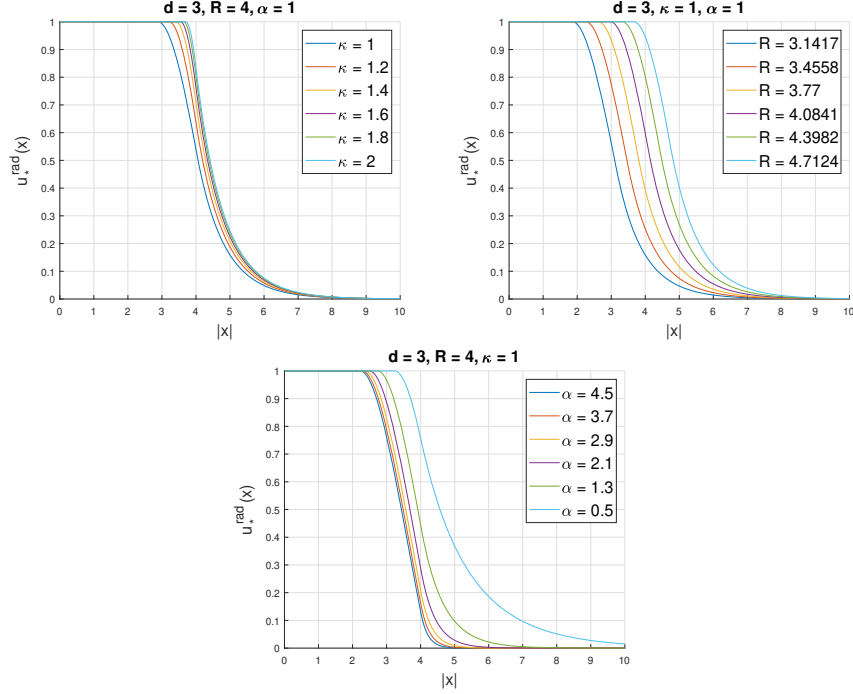 d = 3, R = 4, α = 1
1
0.9
0.8
0.7
0.6
0.5
0.4
0.3
0.2
0.1
0
u_*^rad(x)
κ = 1
κ = 1.2
κ = 1.4
κ = 1.6
κ = 1.8
κ = 2
0 1 2 3 4 5 6 7 8 9 10
|x|
d = 3, κ = 1, α = 1
1
0.9
0.8
0.7
0.6
0.5
0.4
0.3
0.2
0.1
0
u_*^rad(x)
R = 3.1417
R = 3.4558
R = 3.77
R = 4.0841
R = 4.3982
R = 4.7124
0 1 2 3 4 5 6 7 8 9 10
|x|
d = 3, R = 4, κ = 1
1
0.9
0.8
0.7
0.6
0.5
0.4
0.3
0.2
0.1
0
u_*^rad(x)
α = 4.5
α = 3.7
α = 2.9
α = 2.1
α = 1.3
α = 0.5
0 1 2 3 4 5 6 7 8 9 10
|x|